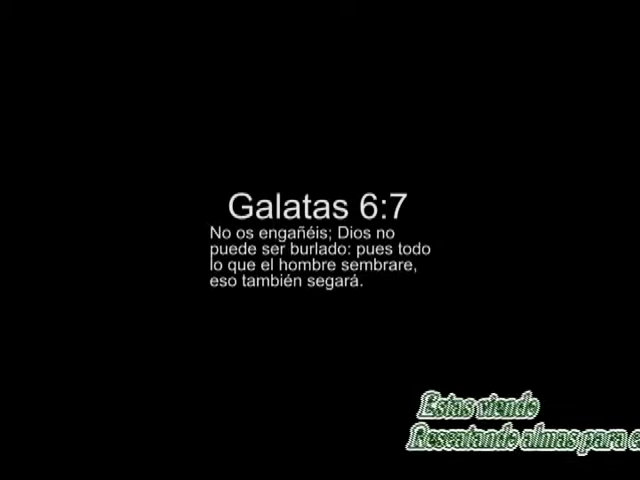 Galatas 6:7
No os engañéis; Dios no
puede ser burlado: pues todo
lo que el hombre sembrare,
eso también segará.
Estas viendo
Rescatando almas para